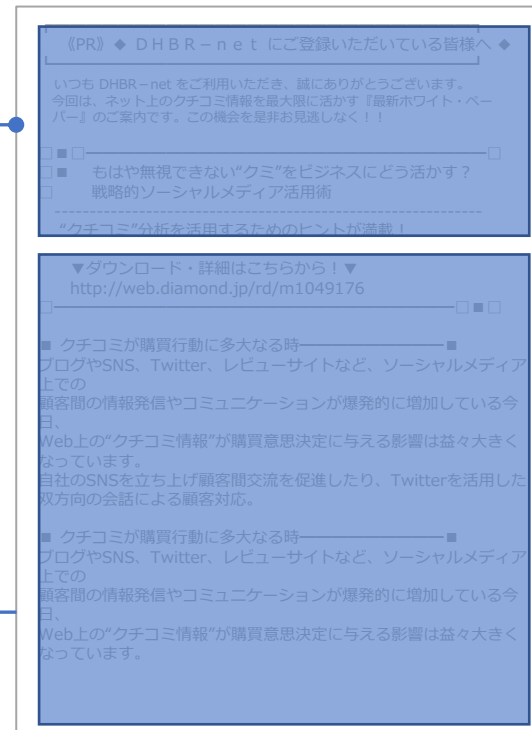 《PR》◆ ＤＨＢＲ－ｎｅｔ にご登録いただいている皆様へ ◆
いつも DHBR－net をご利用いただき、誠にありがとうございます。
今回は、ネット上のクチコミ情報を最大限に活かす『最新ホワイト・ペー
パー』のご案内です。この機会を是非お見逃しなく！！
□■□━━━━━━━━━━━━━━━━━━━━━□
□■ もはや無視できない“クミ”をビジネスにどう活かす？
□ 戦略的ソーシャルメディア活用術
------------------------------------------------------------
“クチコミ”分析を活用するためのヒントが満載！
▼ダウンロード・詳細はこちらから！▼
http://web.diamond.jp/rd/m1049176
□━━━━━━━━━━━━━━━━━━━━━□■□
■ クチコミが購買行動に多大なる時━━━━━━━━■
ブログやSNS、Twitter、レビューサイトなど、ソーシャルメディア
上での
顧客間の情報発信やコミュニケーションが爆発的に増加している今
日、
Web上の“クチコミ情報”が購買意思決定に与える影響は益々大きく
なっています。
自社のSNSを立ち上げ顧客間交流を促進したり、Twitterを活用した
双方向の会話による顧客対応。
■ クチコミが購買行動に多大なる時━━━━━━━━■
ブログやSNS、Twitter、レビューサイトなど、ソーシャルメディア
上での
顧客間の情報発信やコミュニケーションが爆発的に増加している今
日、
Web上の“クチコミ情報”が購買意思決定に与える影響は益々大きく
なっています。